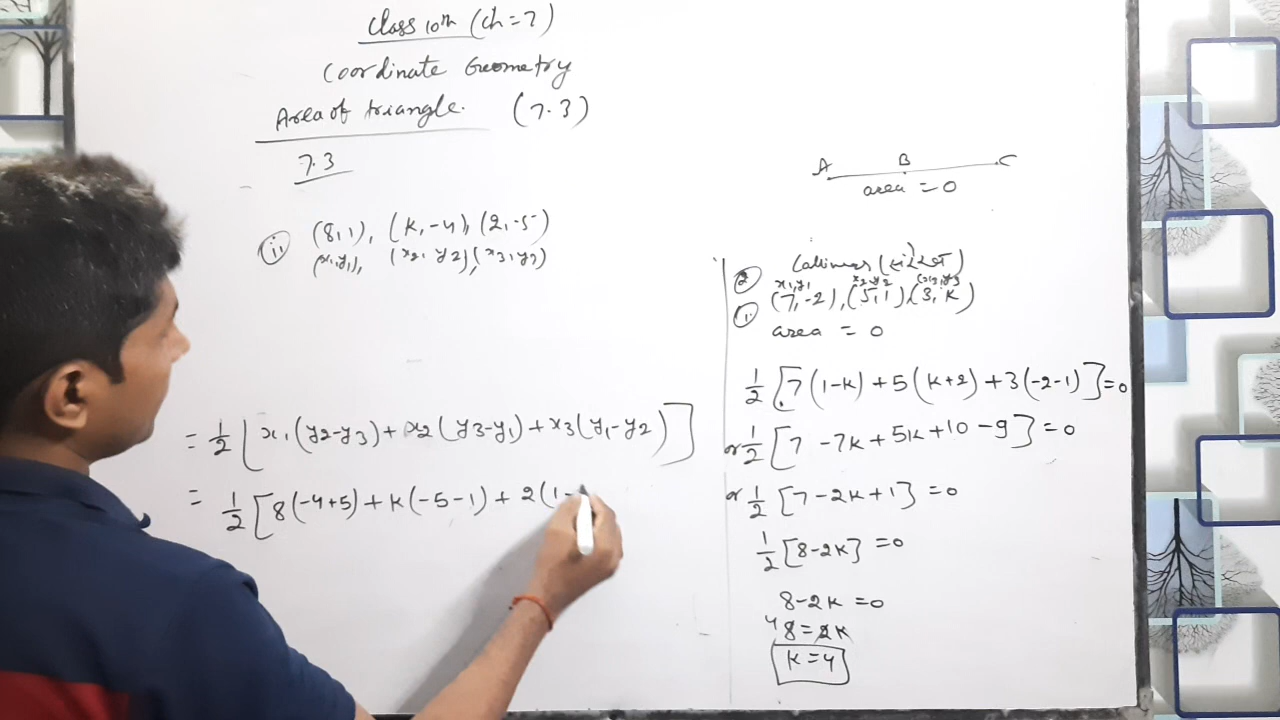 Class 10th (ch=7)
Coordinate Geometry
Area of triangle. (7.3)
7.3
(ii) (8,1), (k,-4), (2,-5)
(x1,y1), (x2, y2), (x3, y3)
= 1/2 [ x1(y2-y3)+x2(y3-y1)+x3(y1-y2)]
= 1/2 [8(-4+5)+k(-5-1)+2(1-
A B C
area = 0
②
x1,y1 x2,y2 x3,y3
① (7,-2), (5,1), (3,k)
area = 0
1/2 [7(1-k)+5(k+2)+3(-2-1)]=0
or 1/2 [7-7k+5k+10-9]=0
or 1/2 [7-2k+1]=0
1/2 [8-2k]=0
8-2k=0
4 8=2k
k=4